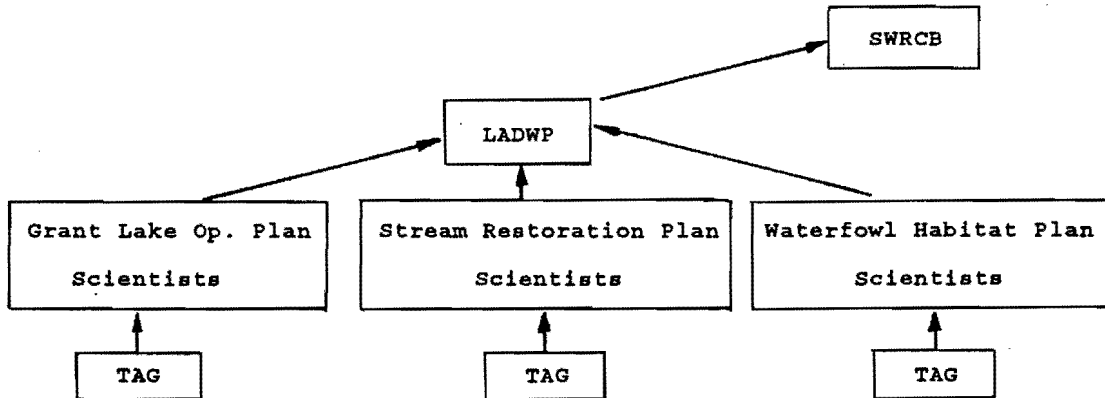 SWRCB
LADWP
Grant Lake Op. Plan
Scientists
Stream Restoration Plan
Scientists
Waterfowl Habitat Plan
Scientists
TAG
TAG
TAG